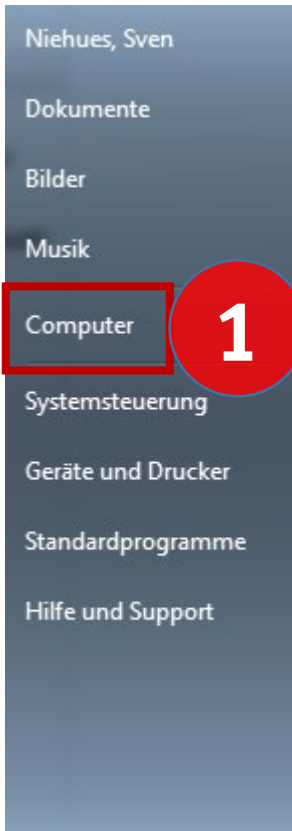 Niehues, Sven
Dokumente
Bilder
Musik
Computer
1
Systemsteuerung
Geräte und Drucker
Standardprogramme
Hilfe und Support